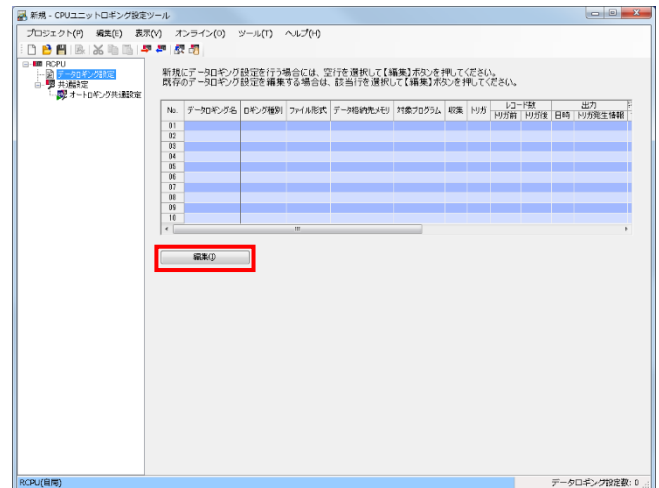 新規 - CPUユニットロギング設定ツール
プロジェクト(P) 編集(E) 表示(V) オンライン(O) ツール(T) ヘルプ(H)
RCPU
データロギング設定
共通設定
オートロギング共通設定
新規にデータロギング設定を行う場合には、空行を選択して【編集】ボタンを押してください。
既存のデータロギング設定を編集する場合は、該当行を選択して【編集】ボタンを押してください。
No. データロギング名 ロギング種別 ファイル形式 データ格納先メモリ 対象プログラム 収集 トリガ レコード数 出力
トリガ前 トリガ後 日時 トリガ発生情報
01
02
03
04
05
06
07
08
09
10
編集(I)
RCPU(自局) データロギング設定数: 0